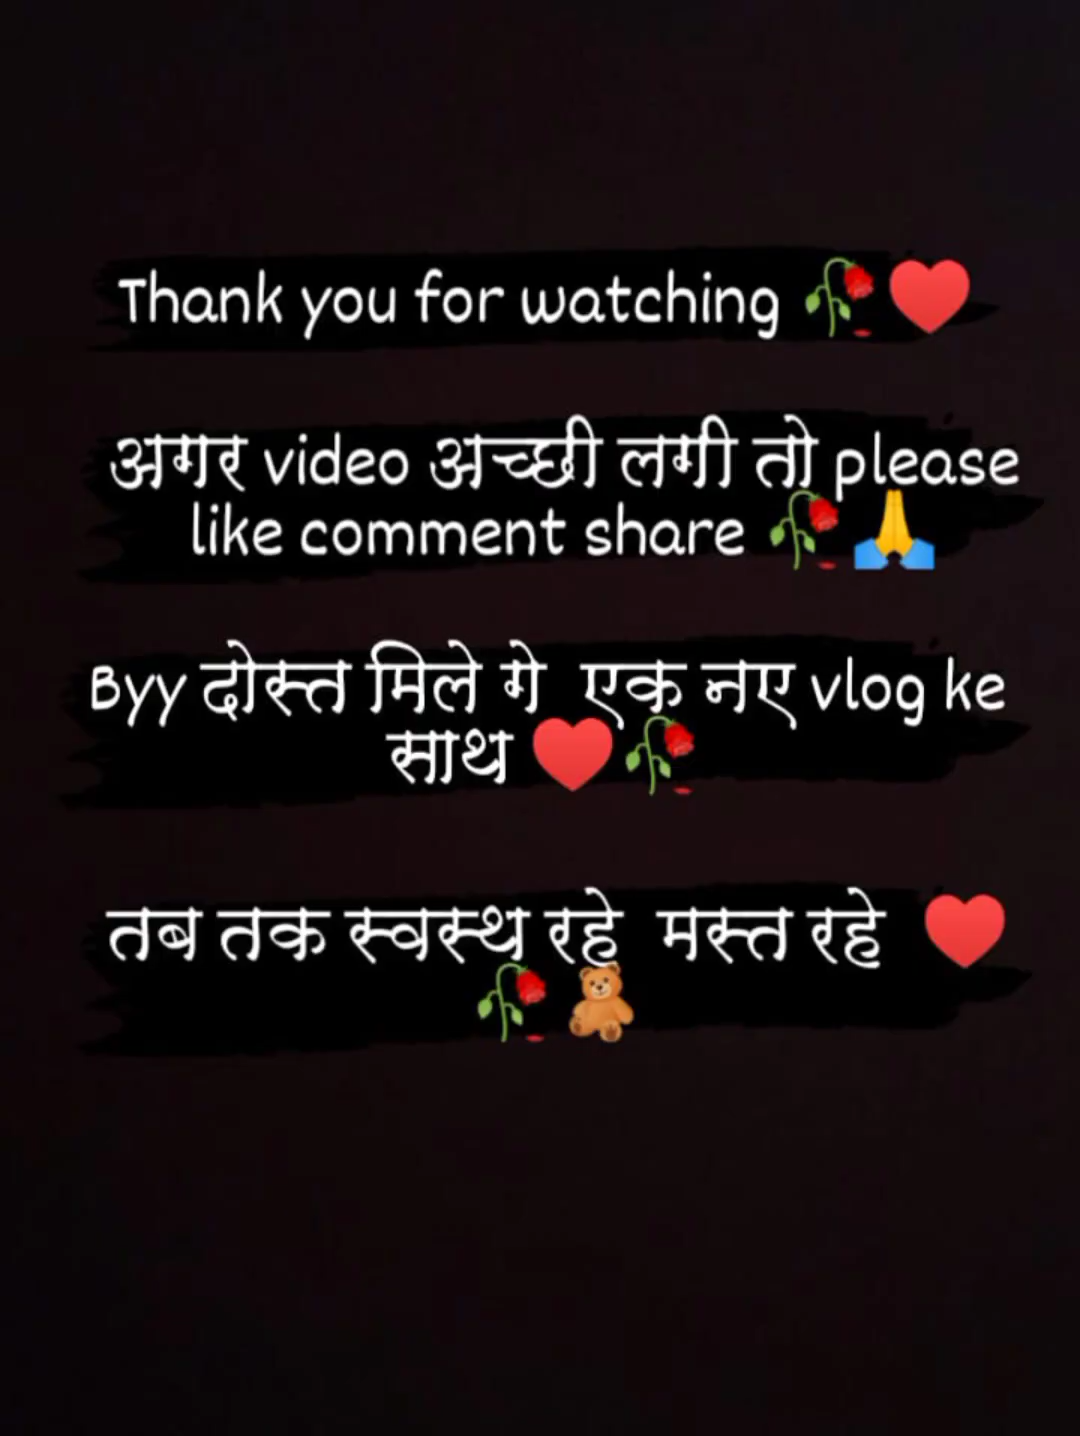 Thank you for watching 🥀♥️
अगर video अच्छी लगी तो please
like comment share 🥀🙏
Byy दोस्त मिले गे एक नए vlog ke
साथ ♥️🥀
तब तक स्वस्थ रहे मस्त रहे ♥️
🥀🧸